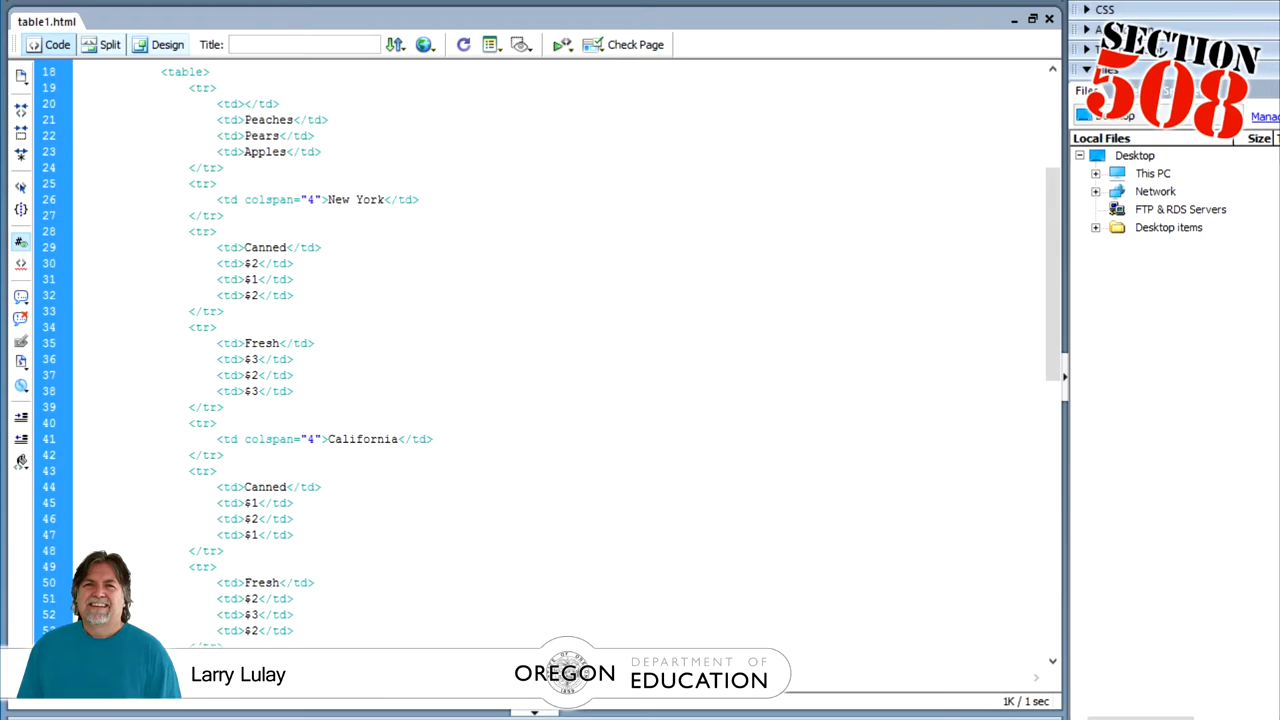 table1.html
Code Split Design Title: Check Page
18 <table>
19 <tr>
20 <td></td>
21 <td>Peaches</td>
22 <td>Pears</td>
23 <td>Apples</td>
24 </tr>
25 <tr>
26 <td colspan="4">New York</td>
27 </tr>
28 <tr>
29 <td>Canned</td>
30 <td>$2</td>
31 <td>$1</td>
32 <td>$2</td>
33 </tr>
34 <tr>
35 <td>Fresh</td>
36 <td>$3</td>
37 <td>$2</td>
38 <td>$3</td>
39 </tr>
40 <tr>
41 <td colspan="4">California</td>
42 </tr>
43 <tr>
44 <td>Canned</td>
45 <td>$1</td>
46 <td>$2</td>
47 <td>$1</td>
48 </tr>
49 <tr>
50 <td>Fresh</td>
51 <td>$2</td>
52 <td>$3</td>
<td>$2</td>
1K / 1 sec
CSS
SECTION
508
Files
Local Files Size
Desktop
This PC
Network
FTP & RDS Servers
Desktop items
Larry Lulay
OREGON
DEPARTMENT OF
EDUCATION